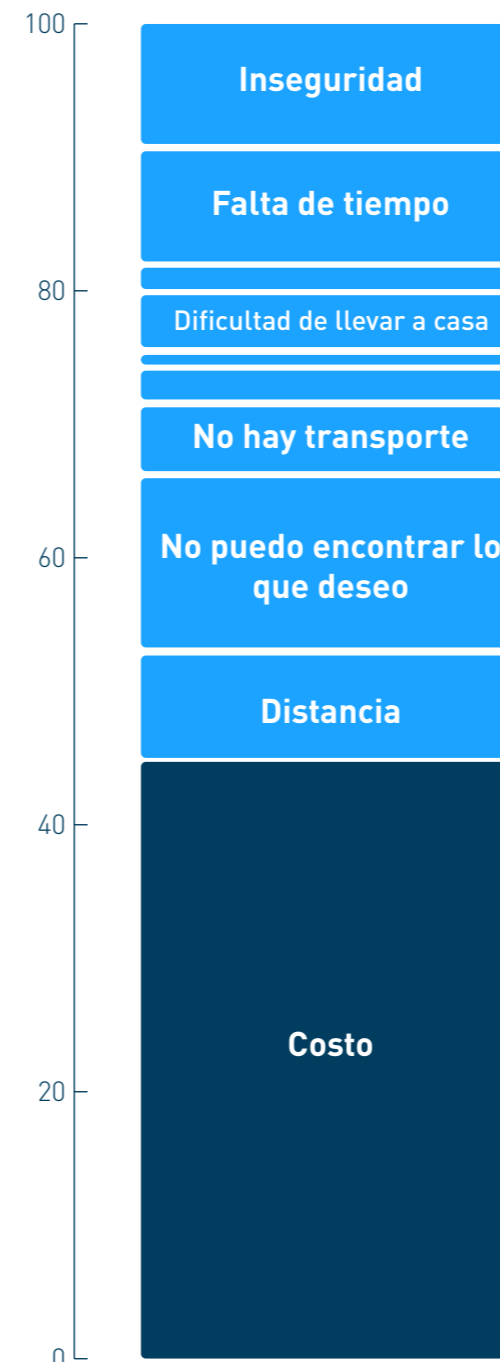 100
Inseguridad
Falta de tiempo
80
Dificultad de llevar a casa
No hay transporte
60
No puedo encontrar lo
que deseo
Distancia
40
Costo
20
0